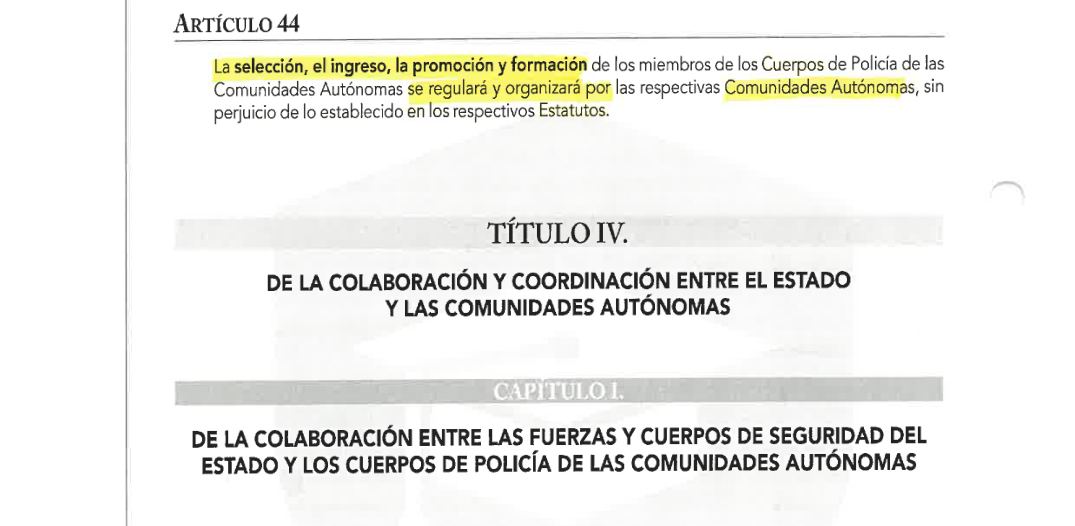 ARTÍCULO 44
La selección, el ingreso, la promoción y formación de los miembros de los Cuerpos de Policía de las
Comunidades Autónomas se regulará y organizará por las respectivas Comunidades Autónomas, sin
perjuicio de lo establecido en los respectivos Estatutos.
TÍTULO IV.
DE LA COLABORACIÓN Y COORDINACIÓN ENTRE EL ESTADO
Y LAS COMUNIDADES AUTÓNOMAS
CAPÍTULO I.
DE LA COLABORACIÓN ENTRE LAS FUERZAS Y CUERPOS DE SEGURIDAD DEL
ESTADO Y LOS CUERPOS DE POLICÍA DE LAS COMUNIDADES AUTÓNOMAS